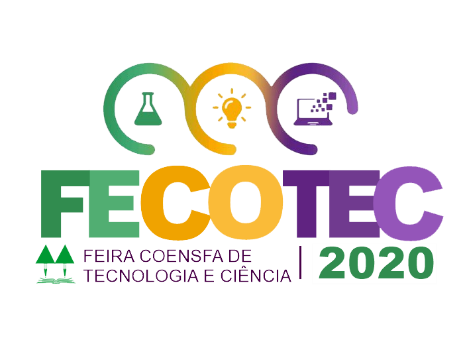 FECOTEC
FEIRA COENSFA DE
TECNOLOGIA E CIÊNCIA
2020